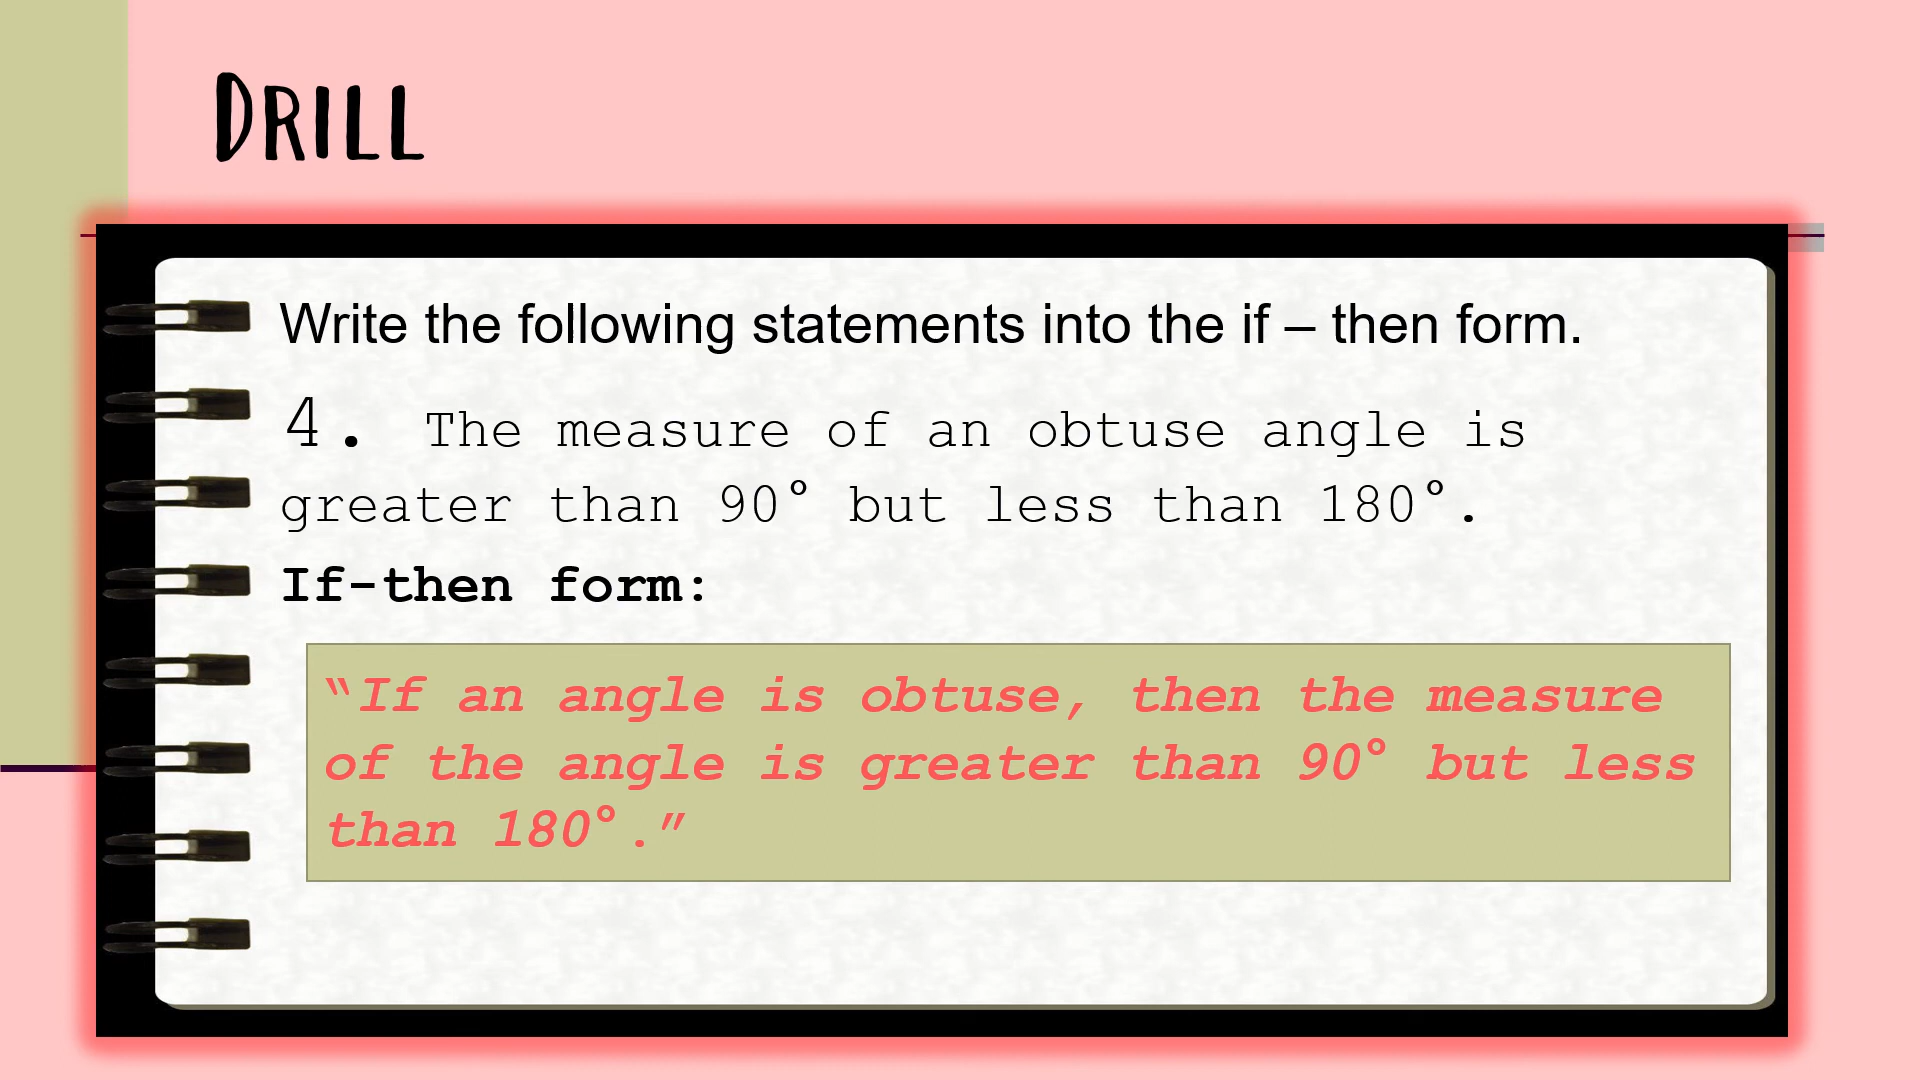 DRILL
Write the following statements into the if – then form.
4. The measure of an obtuse angle is
greater than 90° but less than 180°.
If-then form:
“If an angle is obtuse, then the measure
of the angle is greater than 90° but less
than 180°.”